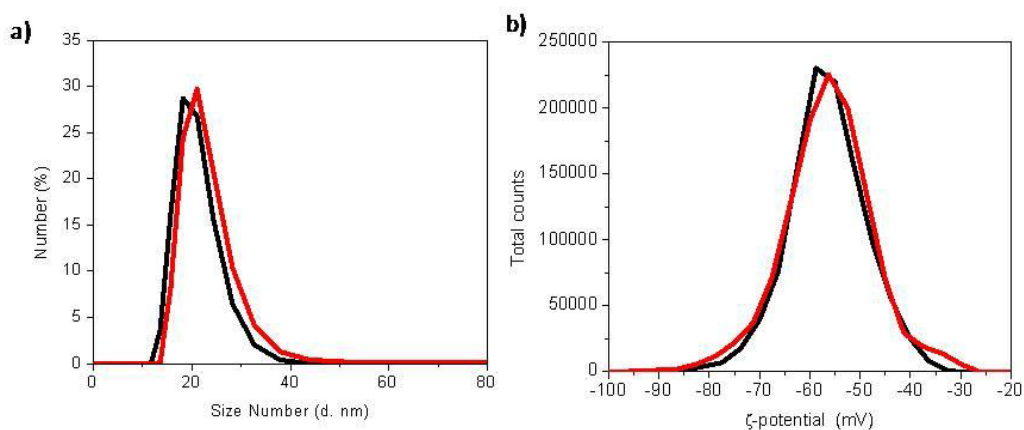 a)
35
30
25
20
15
10
5
0
Number (%)
0 20 40 60 80
Size Number (d. nm)
b)
250000
200000
150000
100000
50000
0
Total counts
-100 -90 -80 -70 -60 -50 -40 -30 -20
ζ-potential (mV)